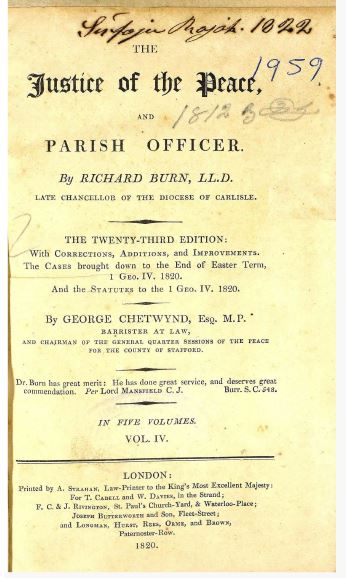 1822
THE
Justice of the Peace,
1959
AND
1812
PARISH OFFICER.
By RICHARD BURN, LL.D.
LATE CHANCELLOR OF THE DIOCESE OF CARLISLE.
THE TWENTY-THIRD EDITION:
With CORRECTIONS, ADDITIONS, and IMPROVEMENTS.
The CASES brought down to the End of Easter Term,
1 GEO. IV. 1820.
And the STATUTES to the 1 GEO. IV. 1820.
By GEORGE CHETWYND, ESQ. M.P.
BARRISTER AT LAW,
AND CHAIRMAN OF THE GENERAL QUARTER SESSIONS OF THE PEACE
FOR THE COUNTY OF STAFFORD.
Dr. Burn has great merit: He has done great service, and deserves great
commendation. Per Lord MANSFIELD C. J. Burr. S. C. 548.
IN FIVE VOLUMES.
VOL. IV.
LONDON:
Printed by A. STRAHAN, Law-Printer to the King's Most Excellent Majesty:
For T. CADELL and W. DAVIES, in the Strand;
F. C. & J. RIVINGTON, St. Paul's Church-Yard, & Waterloo-Place;
JOSEPH BUTTERWORTH and SON, Fleet-Street;
and LONGMAN, HURST, REES, ORME, and BROWN,
Paternoster-Row.
1820.